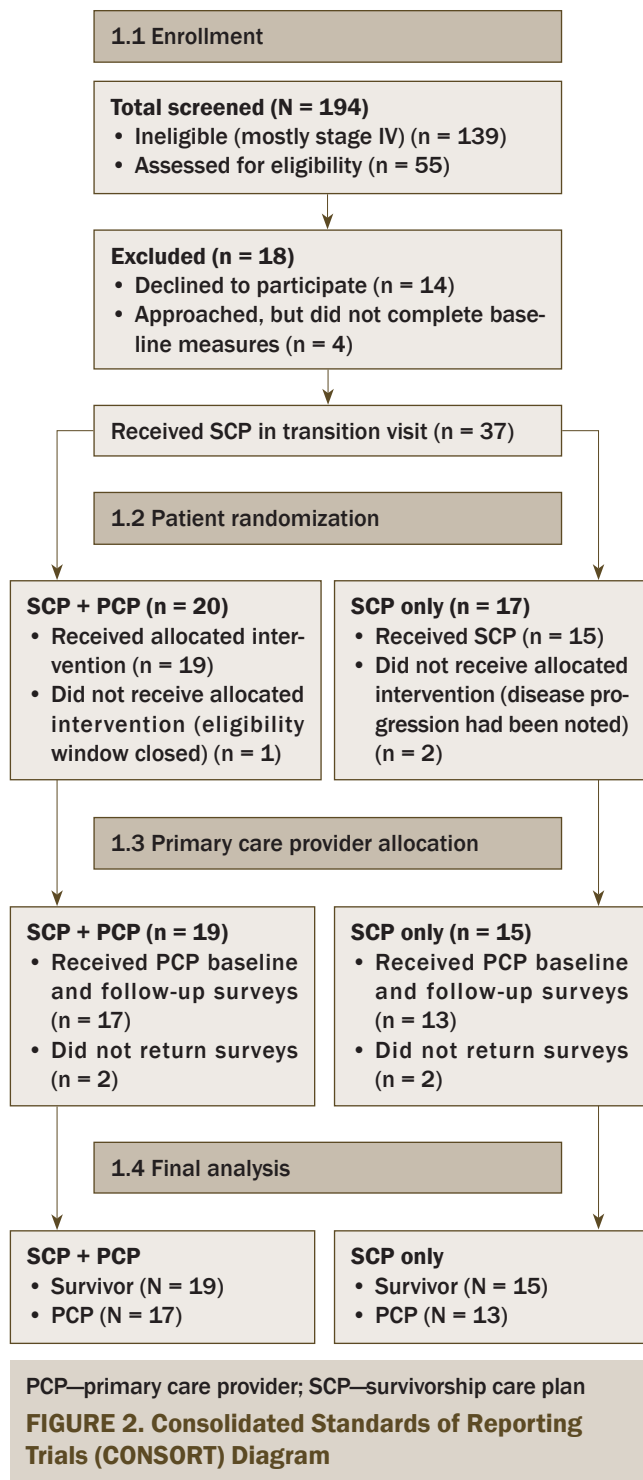 1.1 Enrollment
Total screened (N = 194)
• Ineligible (mostly stage IV) (n = 139)
• Assessed for eligibility (n = 55)
Excluded (n = 18)
• Declined to participate (n = 14)
• Approached, but did not complete base-
line measures (n = 4)
Received SCP in transition visit (n = 37)
1.2 Patient randomization
SCP + PCP (n = 20)
• Received allocated inter-
vention (n = 19)
• Did not receive allocated
intervention (eligibility
window closed) (n = 1)
SCP only (n = 17)
• Received SCP (n = 15)
• Did not receive allocated
intervention (disease pro-
gression had been noted)
(n = 2)
1.3 Primary care provider allocation
SCP + PCP (n = 19)
• Received PCP baseline
and follow-up surveys
(n = 17)
• Did not return surveys
(n = 2)
SCP only (n = 15)
• Received PCP baseline
and follow-up surveys
(n = 13)
• Did not return surveys
(n = 2)
1.4 Final analysis
SCP + PCP
• Survivor (N = 19)
• PCP (N = 17)
SCP only
• Survivor (N = 15)
• PCP (N = 13)
PCP—primary care provider; SCP—survivorship care plan
FIGURE 2. Consolidated Standards of Reporting
Trials (CONSORT) Diagram